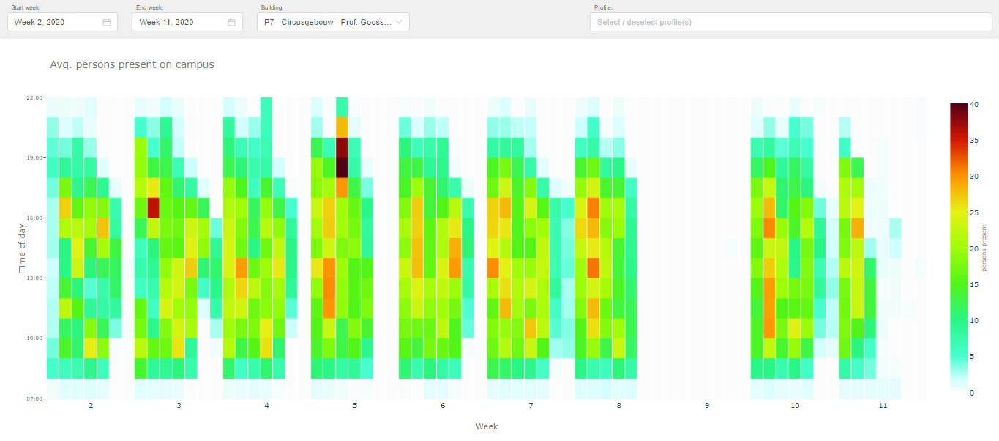 Start week:
End week:
Building:
Profile:
Week 2, 2020
Week 11, 2020
P7 - Circusgebouw - Prof. Gooss...
Select / deselect profile(s)
Avg. persons present on campus
22:00
19:00
16:00
13:00
10:00
07:00
Time of day
2
3
4
5
6
7
8
9
10
11
Week
40
35
30
25
20
15
10
5
0
persons present